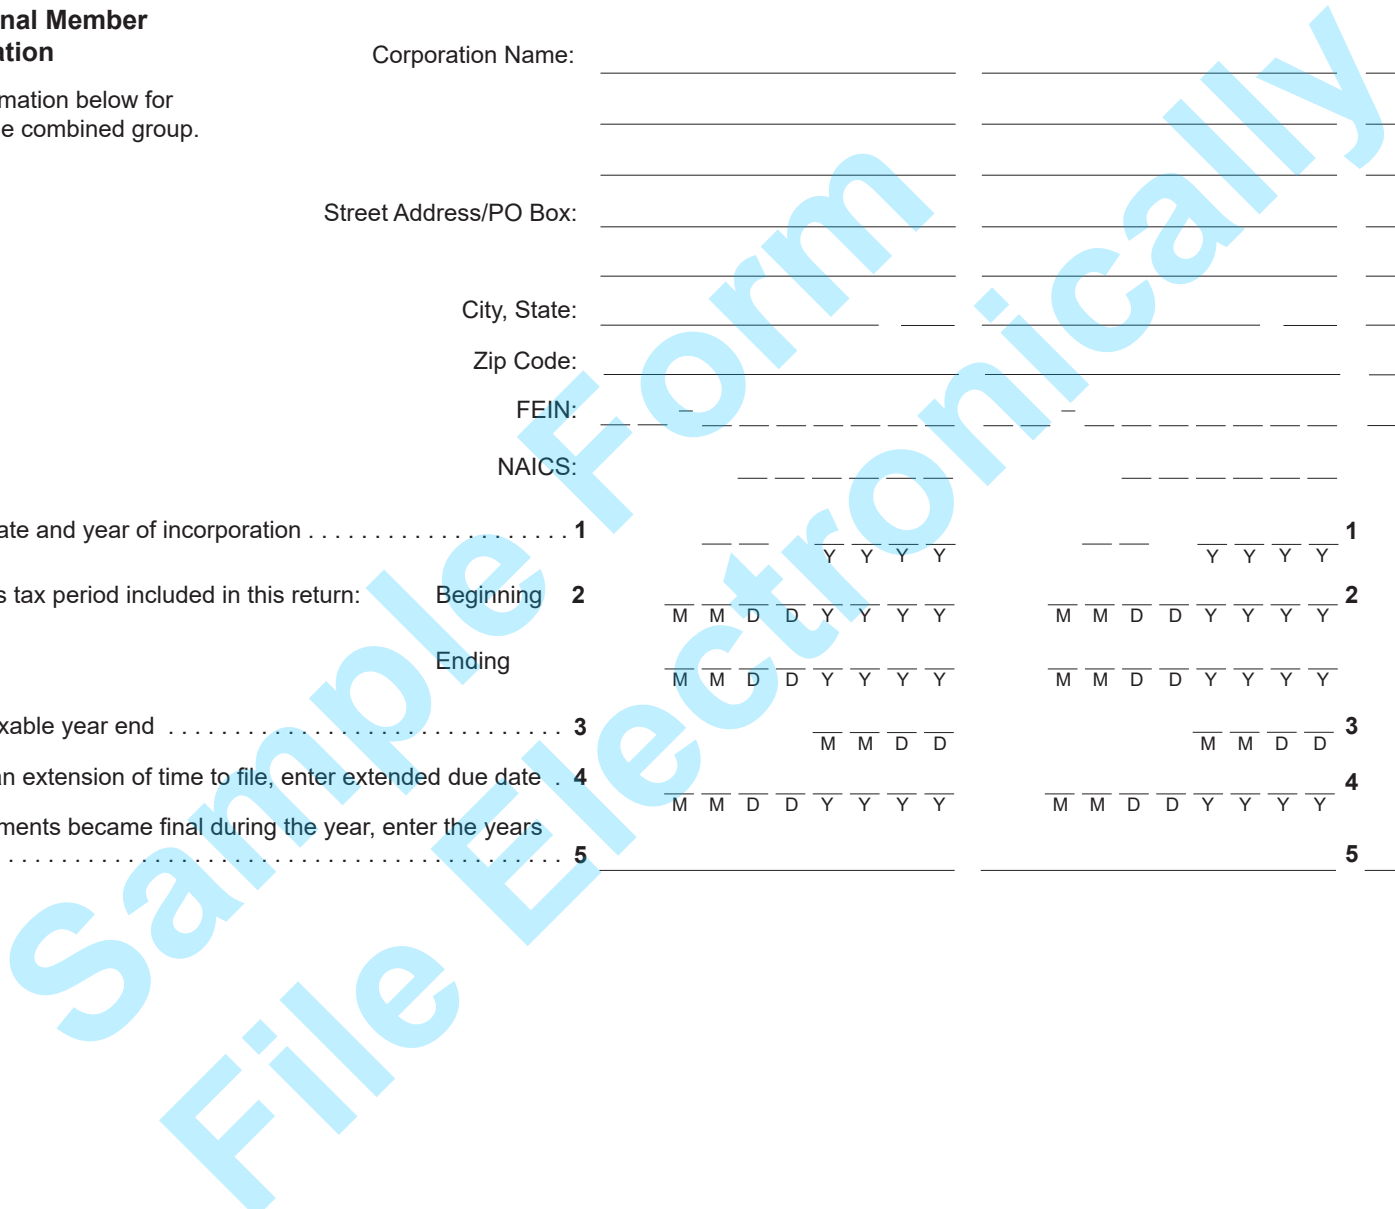 nal Member
ation
Corporation Name:
mation below for
e combined group.
Street Address/PO Box:
City, State:
Zip Code:
FEIN: – –
NAICS:
ate and year of incorporation . . . . . . . . . . . . . . . . . . . . 1 1
Y Y Y Y Y Y Y Y
s tax period included in this return: Beginning 2 2
M M D D Y Y Y Y M M D D Y Y Y Y
Ending
M M D D Y Y Y Y M M D D Y Y Y Y
xable year end . . . . . . . . . . . . . . . . . . . . . . . . . . . . . . 3 3
M M D D M M D D
an extension of time to file, enter extended due date . 4 4
M M D D Y Y Y Y M M D D Y Y Y Y
ments became final during the year, enter the years
. . . . . . . . . . . . . . . . . . . . . . . . . . . . . . . . . . . . . . . . . . 5 5
Sample Form
File Electronically